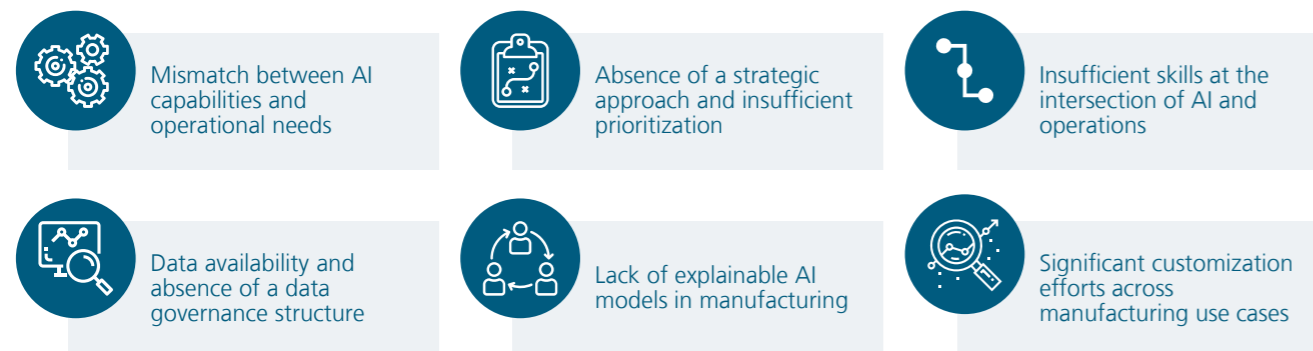 Mismatch between AI
capabilities and
operational needs
Absence of a strategic
approach and insufficient
prioritization
Insufficient skills at the
intersection of AI and
operations
Data availability and
absence of a data
governance structure
Lack of explainable AI
models in manufacturing
Significant customization
efforts across
manufacturing use cases